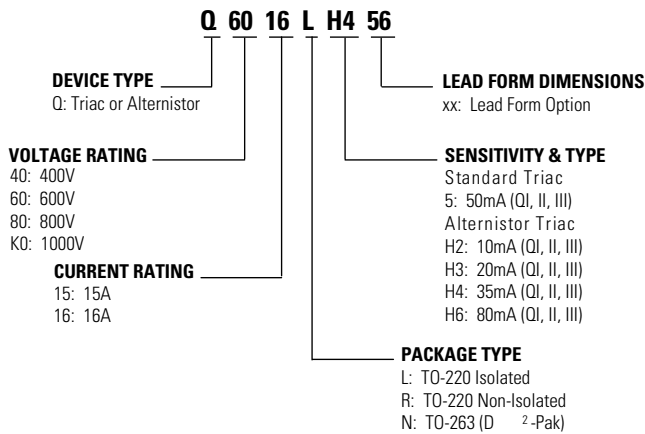 Q 60 16 L H4 56
DEVICE TYPE
Q: Triac or Alternistor
VOLTAGE RATING
40: 400V
60: 600V
80: 800V
K0: 1000V
CURRENT RATING
15: 15A
16: 16A
LEAD FORM DIMENSIONS
xx: Lead Form Option
SENSITIVITY & TYPE
Standard Triac
5: 50mA (QI, II, III)
Alternistor Triac
H2: 10mA (QI, II, III)
H3: 20mA (QI, II, III)
H4: 35mA (QI, II, III)
H6: 80mA (QI, II, III)
PACKAGE TYPE
L: TO-220 Isolated
R: TO-220 Non-Isolated
N: TO-263 (D 2 -Pak)